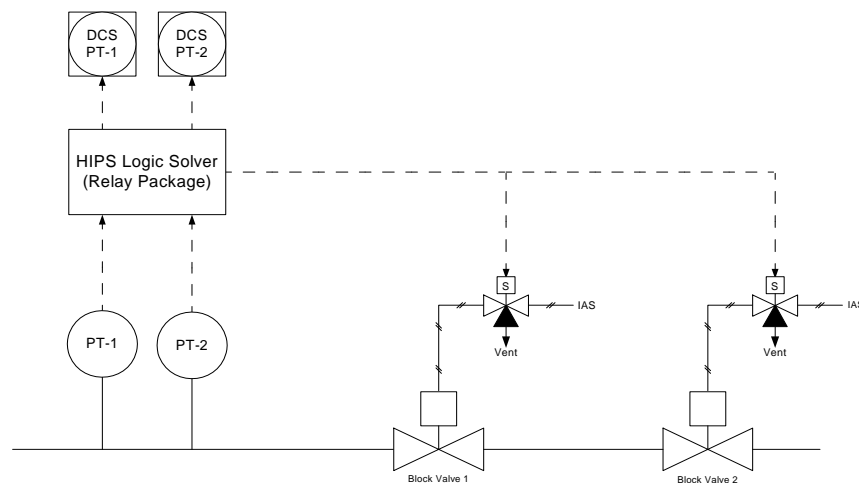 DCS
PT-1
DCS
PT-2
HIPS Logic Solver
(Relay Package)
S
S
IAS
IAS
PT-1
PT-2
Vent
Vent
Block Valve 1
Block Valve 2